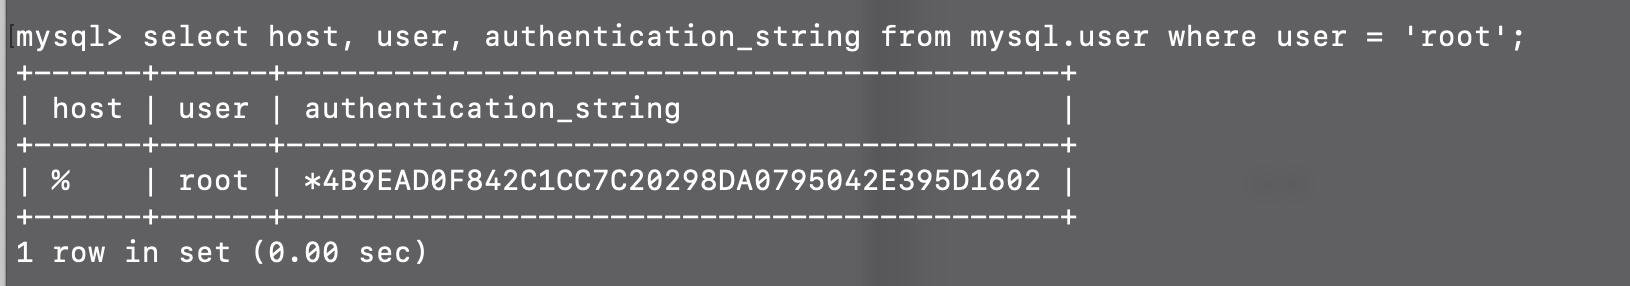 [mysql> select host, user, authentication_string from mysql.user where user = 'root';
+------+------+-------------------------------------------+
| host | user | authentication_string                     |
+------+------+-------------------------------------------+
| %    | root | *4B9EAD0F842C1CC7C20298DA0795042E395D1602 |
+------+------+-------------------------------------------+
1 row in set (0.00 sec)